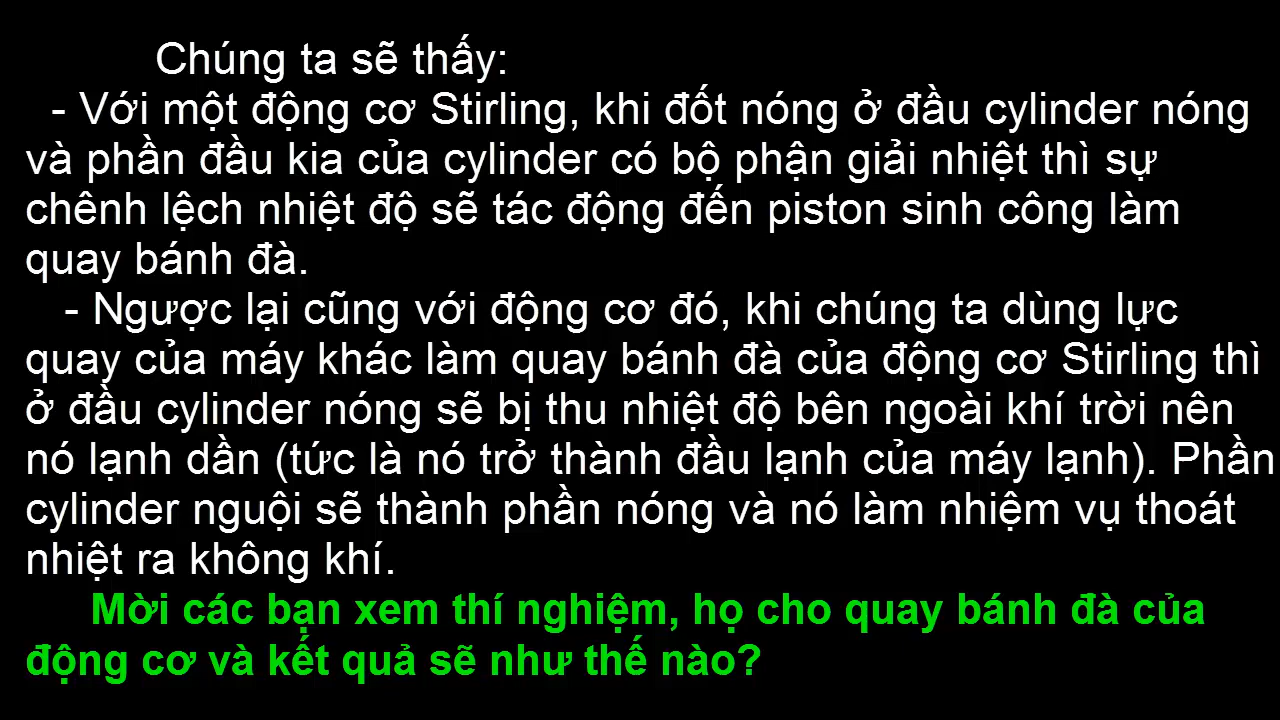 Chúng ta sẽ thấy:
- Với một động cơ Stirling, khi đốt nóng ở đầu cylinder nóng
và phần đầu kia của cylinder có bộ phận giải nhiệt thì sự
chênh lệch nhiệt độ sẽ tác động đến piston sinh công làm
quay bánh đà.
- Ngược lại cũng với động cơ đó, khi chúng ta dùng lực
quay của máy khác làm quay bánh đà của động cơ Stirling thì
ở đầu cylinder nóng sẽ bị thu nhiệt độ bên ngoài khí trời nên
nó lạnh dần (tức là nó trở thành đầu lạnh của máy lạnh). Phần
cylinder nguội sẽ thành phần nóng và nó làm nhiệm vụ thoát
nhiệt ra không khí.
Mời các bạn xem thí nghiệm, họ cho quay bánh đà của
động cơ và kết quả sẽ như thế nào?